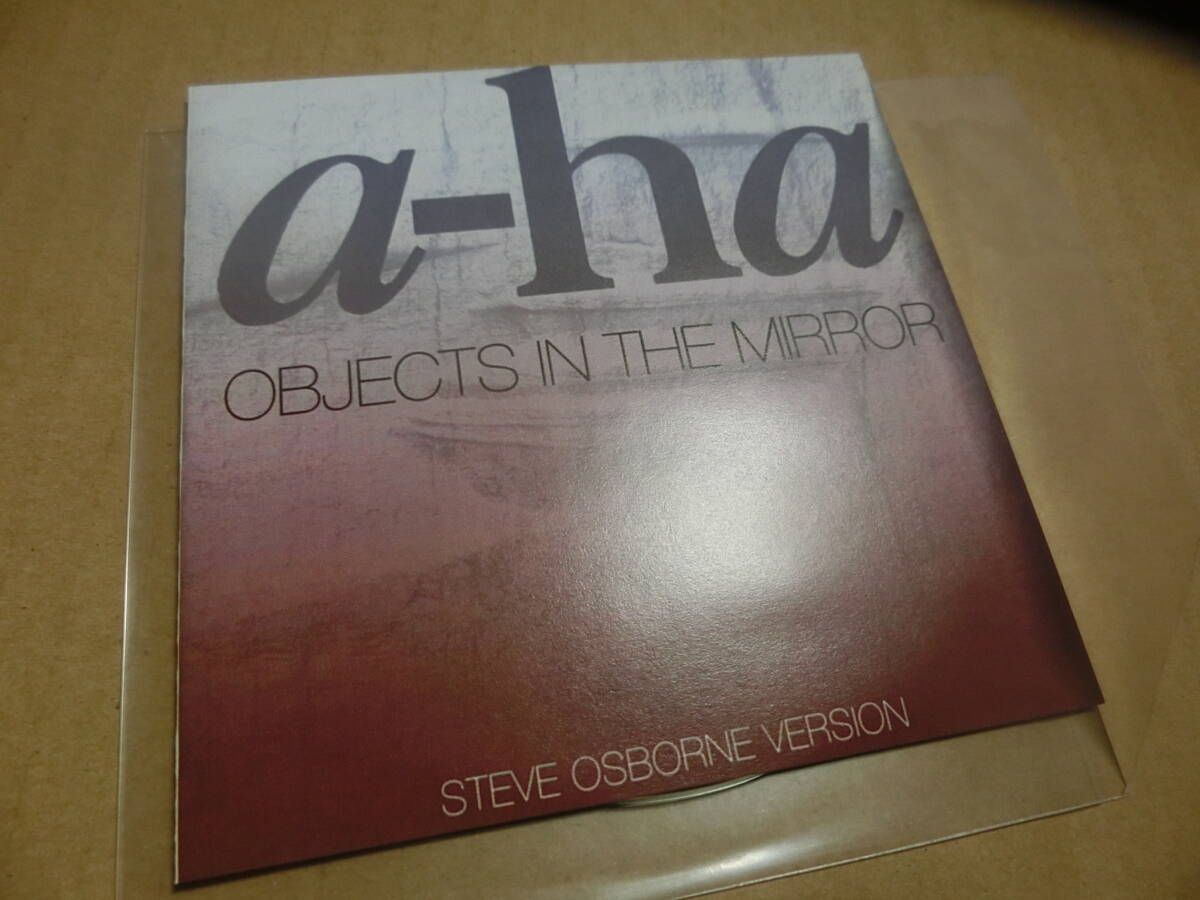 a-ha
OBJECTS IN THE MIRROR
STEVE OSBORNE VERSION